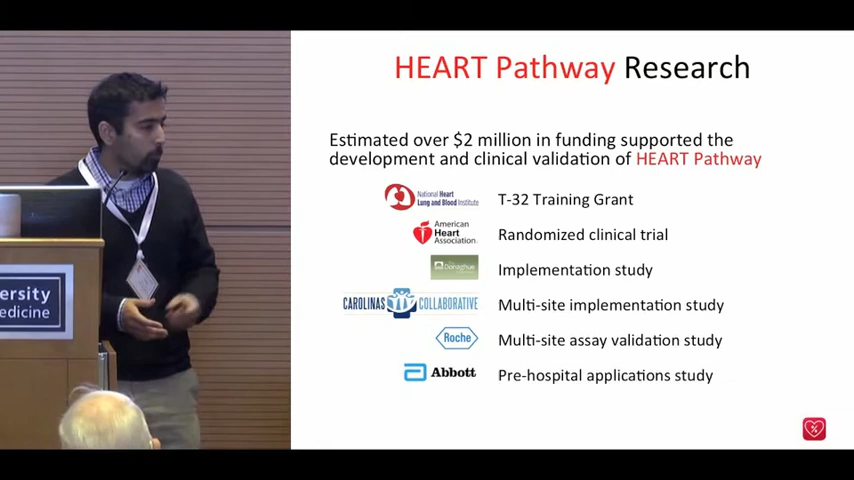 HEART Pathway Research
Estimated over $2 million in funding supported the
development and clinical validation of HEART Pathway
National Heart
Lung and Blood Institute
T-32 Training Grant
American
Heart
Association
Randomized clinical trial
Donaghue
Implementation study
CAROLINAS COLLABORATIVE
Multi-site implementation study
Roche
Multi-site assay validation study
Abbott
Pre-hospital applications study
ersity
edicine